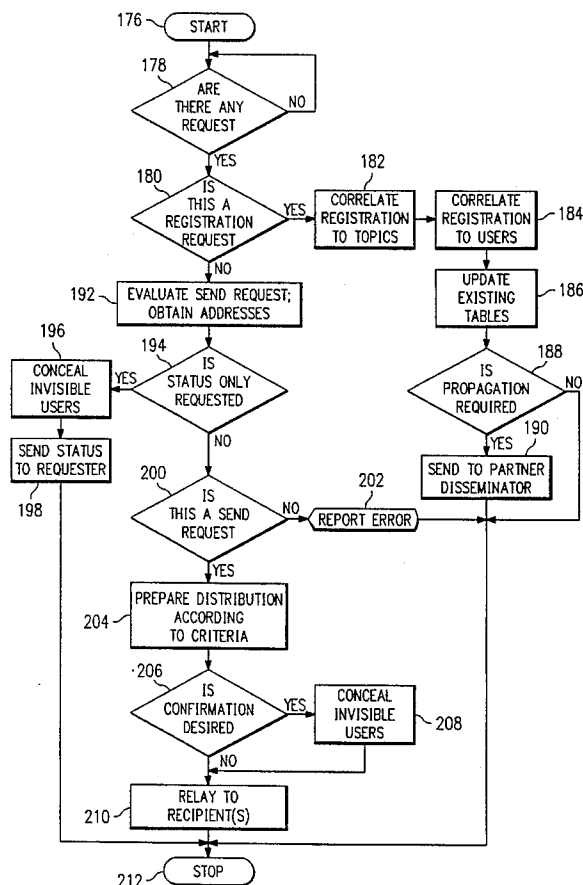 176
START
178
ARE
THERE ANY
REQUEST
NO
YES
180
IS
THIS A
REGISTRATION
REQUEST
YES
NO
182
CORRELATE
REGISTRATION
TO TOPICS
CORRELATE
REGISTRATION
TO USERS
184
UPDATE
EXISTING
TABLES
186
192
EVALUATE SEND REQUEST;
OBTAIN ADDRESSES
188
IS
PROPAGATION
REQUIRED
NO
YES
190
SEND TO PARTNER
DISSEMINATOR
194
IS
STATUS ONLY
REQUESTED
YES
NO
196
CONCEAL
INVISIBLE
USERS
SEND STATUS
TO REQUESTER
198
200
IS
THIS A SEND
REQUEST
NO
YES
202
REPORT ERROR
204
PREPARE DISTRIBUTION
ACCORDING
TO CRITERIA
206
IS
CONFIRMATION
DESIRED
YES
NO
CONCEAL
INVISIBLE
USERS
208
210
RELAY TO
RECIPIENT(S)
212
STOP